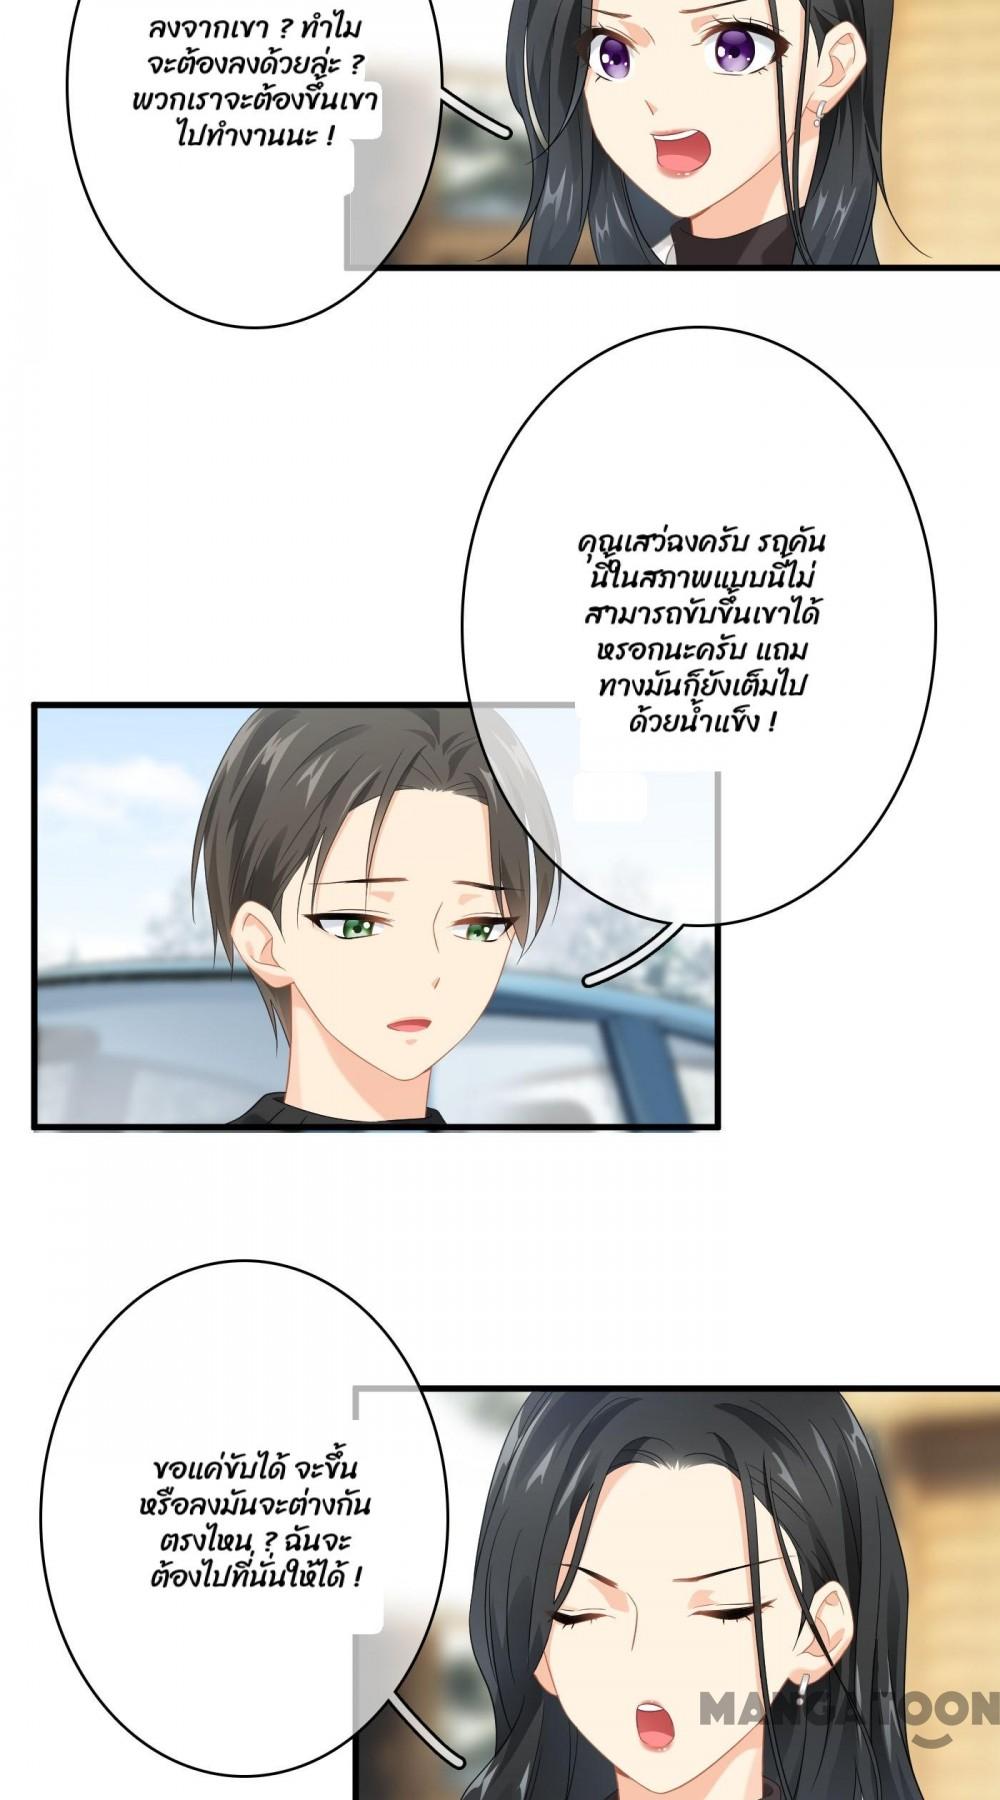 ลงจากเขา ? ทำไม
จะต้องลงด้วยล่ะ ?
พวกเราจะต้องขึ้นเขา
ไปทำงานนะ !
คุณเสว่ฉงครับ รถคัน
นี้ในสภาพแบบนี้ไม่
สามารถขับขึ้นเขาได้
หรอกนะครับ แถม
ทางมันก็ยังเต็มไป
ด้วยน้ำแข็ง !
ขอแค่ขับได้ จะขึ้น
หรือลงมันจะต่างกัน
ตรงไหน ? ฉันจะ
ต้องไปที่นั่นให้ได้ !
MANGATOON